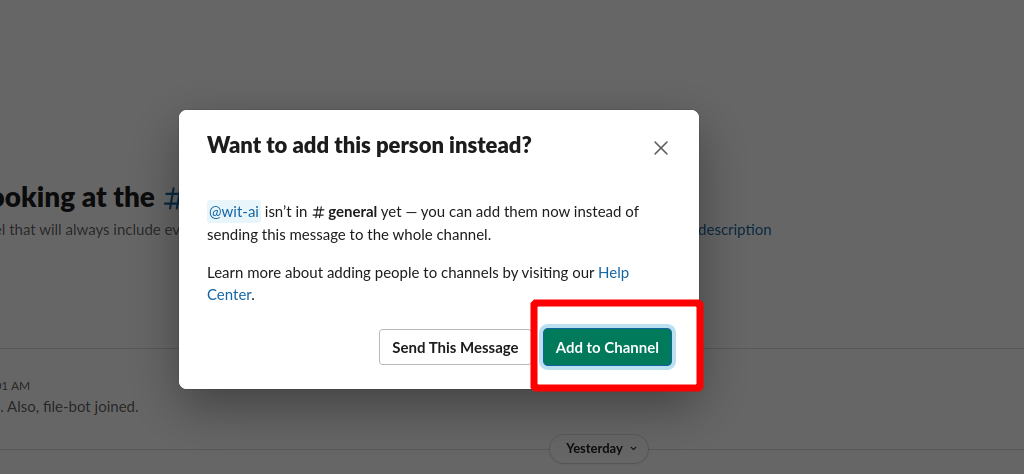 Want to add this person instead?
ooking at the #
l that will always include ev
@wit-ai isn't in # general yet — you can add them now instead of
sending this message to the whole channel.
description
Learn more about adding people to channels by visiting our Help
Center.
Send This Message
Add to Channel
01 AM
. Also, file-bot joined.
Yesterday